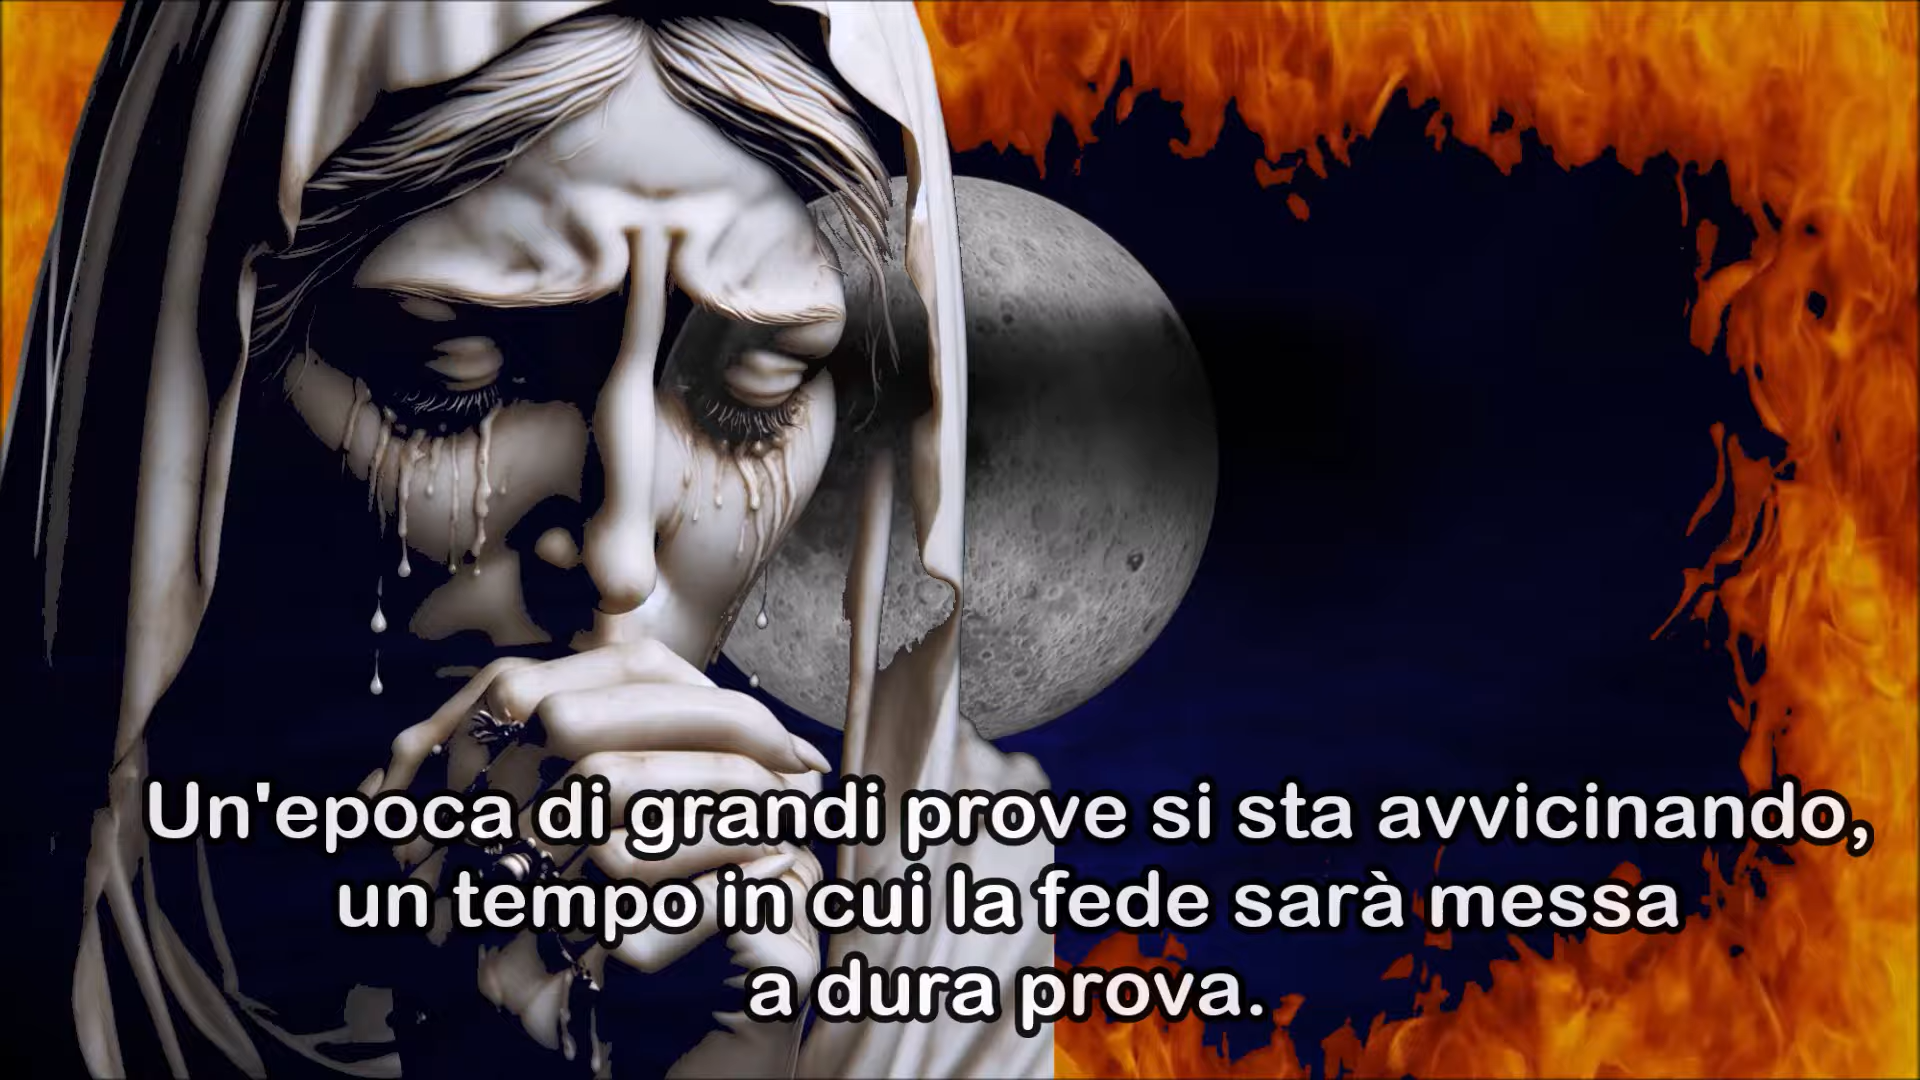 Un'epoca di grandi prove si sta avvicinando,
un tempo in cui la fede sarà messa
a dura prova.